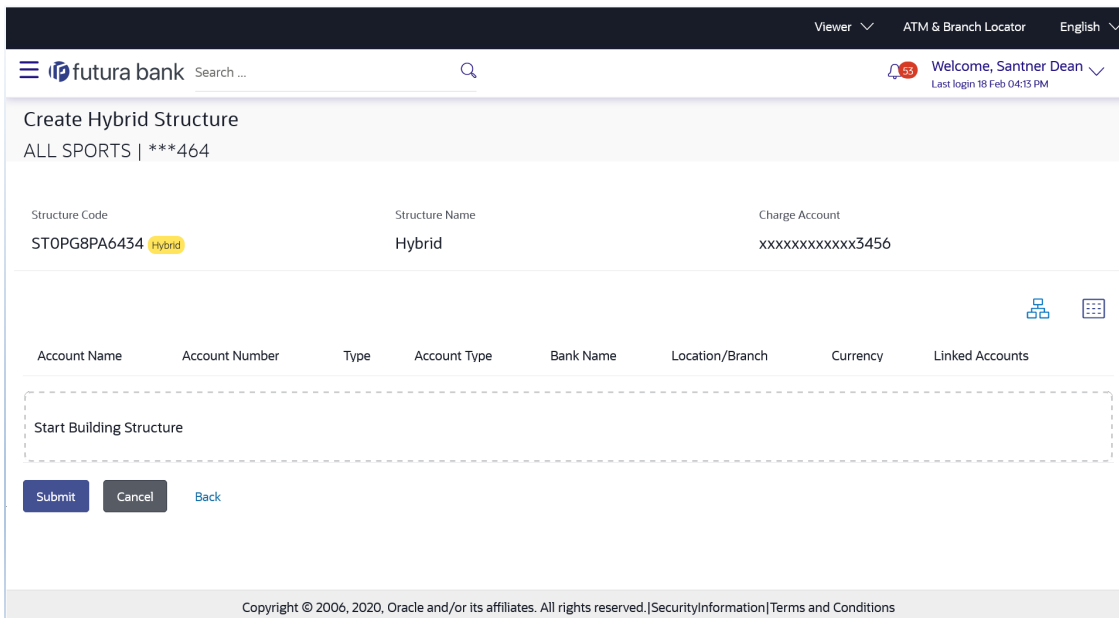 Viewer ATM & Branch Locator English
futura bank Search ... 53 Welcome, Santner Dean
Last login 18 Feb 04:13 PM
Create Hybrid Structure
ALL SPORTS | ***464
Structure Code Structure Name Charge Account
ST0PG8PA6434 Hybrid Hybrid xxxxxxxxxxxx3456
Account Name Account Number Type Account Type Bank Name Location/Branch Currency Linked Accounts
Start Building Structure
Submit Cancel Back
Copyright © 2006, 2020, Oracle and/or its affiliates. All rights reserved.|SecurityInformation|Terms and Conditions